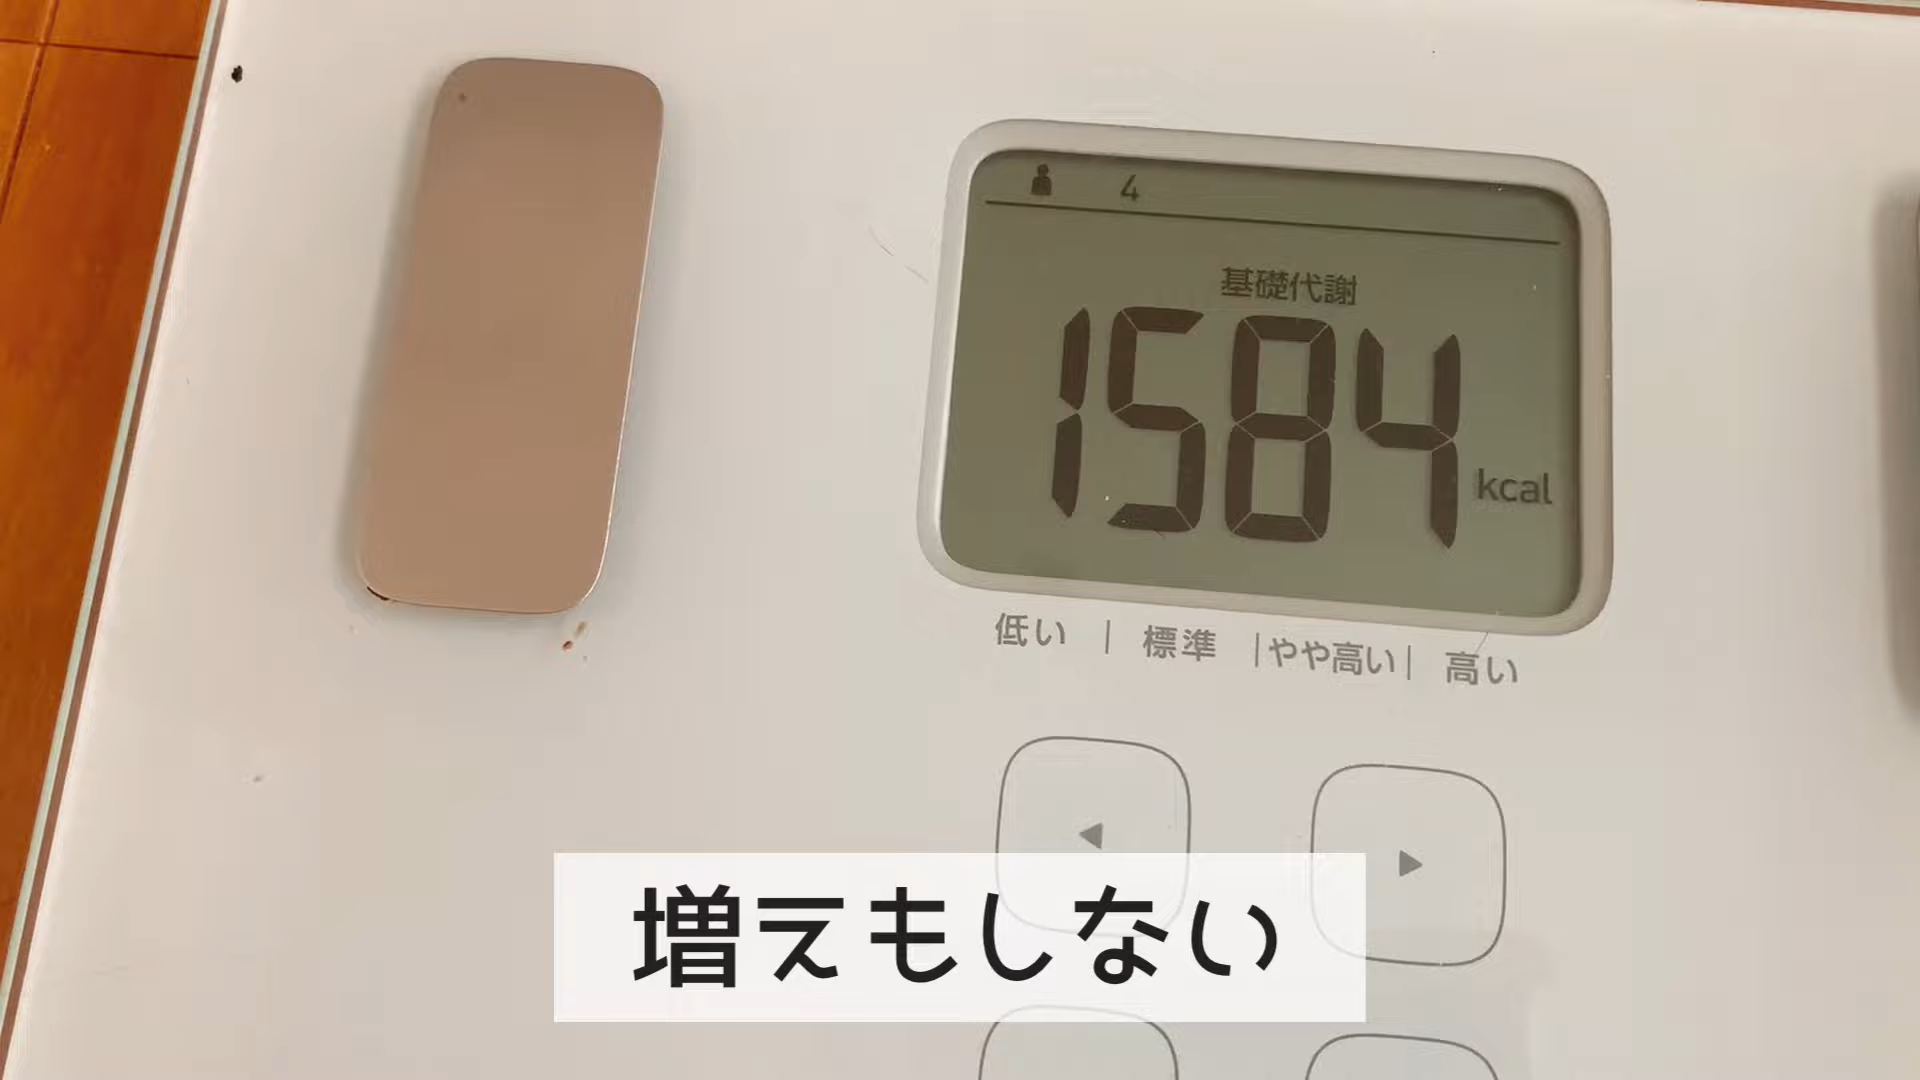 4
基礎代謝
1584 kcal
低い | 標準 | やや高い | 高い
増えもしない